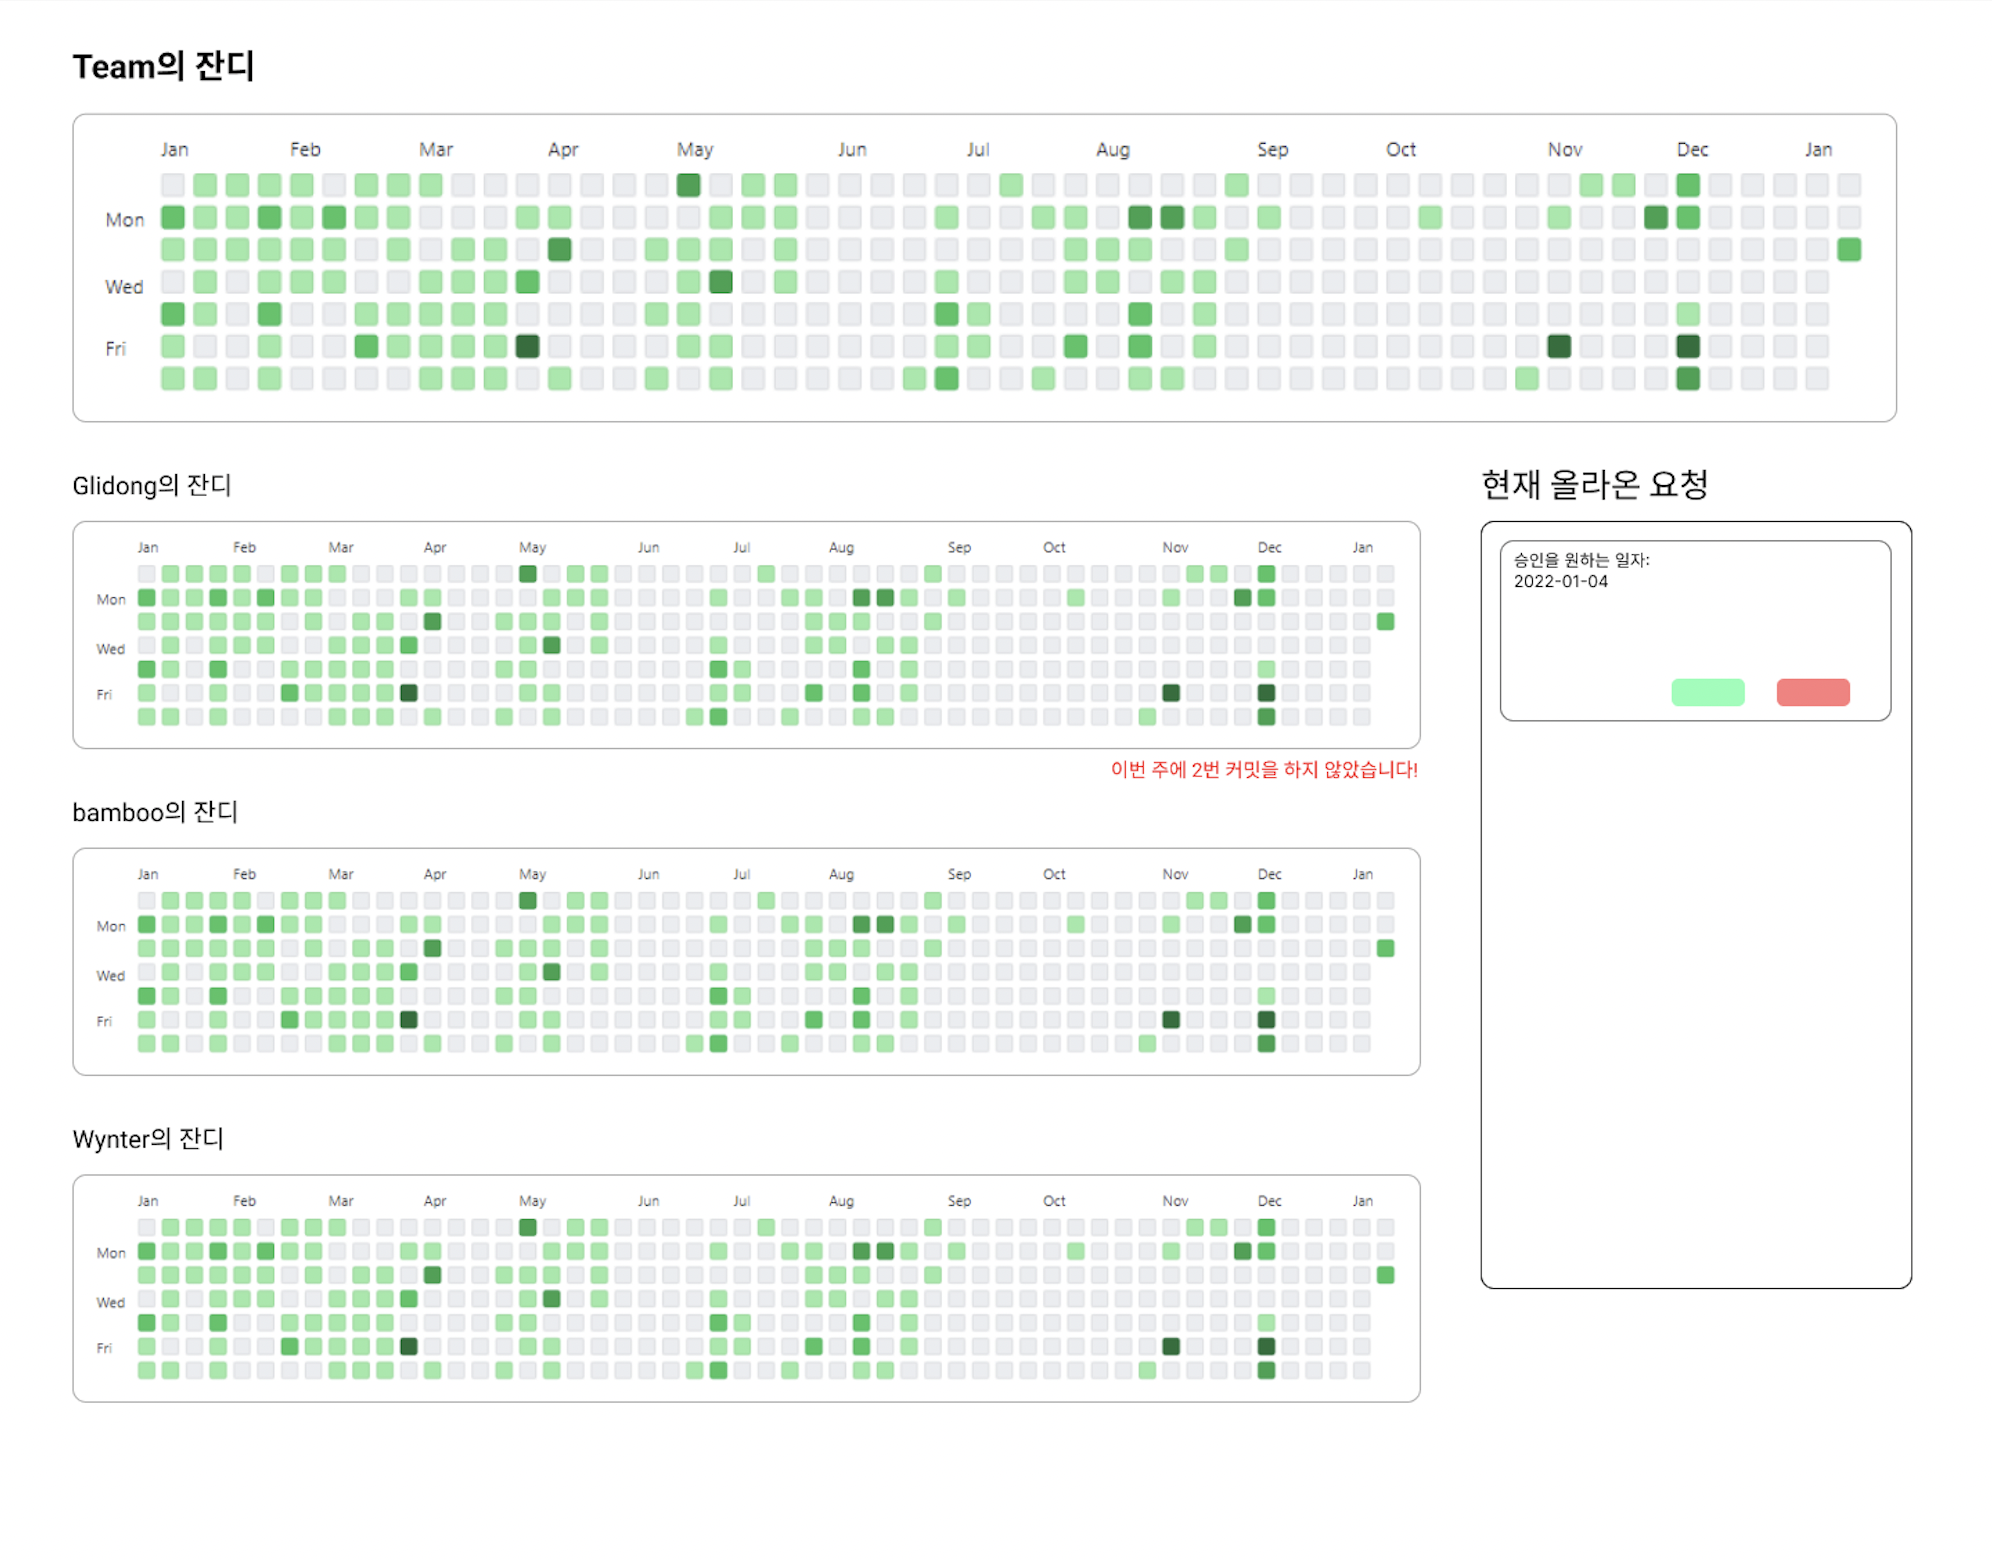 Team의 잔디
Jan Feb Mar Apr May Jun Jul Aug Sep Oct Nov Dec Jan
Mon
Wed
Fri
Glidong의 잔디
Jan Feb Mar Apr May Jun Jul Aug Sep Oct Nov Dec Jan
Mon
Wed
Fri
이번 주에 2번 커밋을 하지 않았습니다!
bamboo의 잔디
Jan Feb Mar Apr May Jun Jul Aug Sep Oct Nov Dec Jan
Mon
Wed
Fri
Wynter의 잔디
Jan Feb Mar Apr May Jun Jul Aug Sep Oct Nov Dec Jan
Mon
Wed
Fri
현재 올라온 요청
승인을 원하는 일자:
2022-01-04